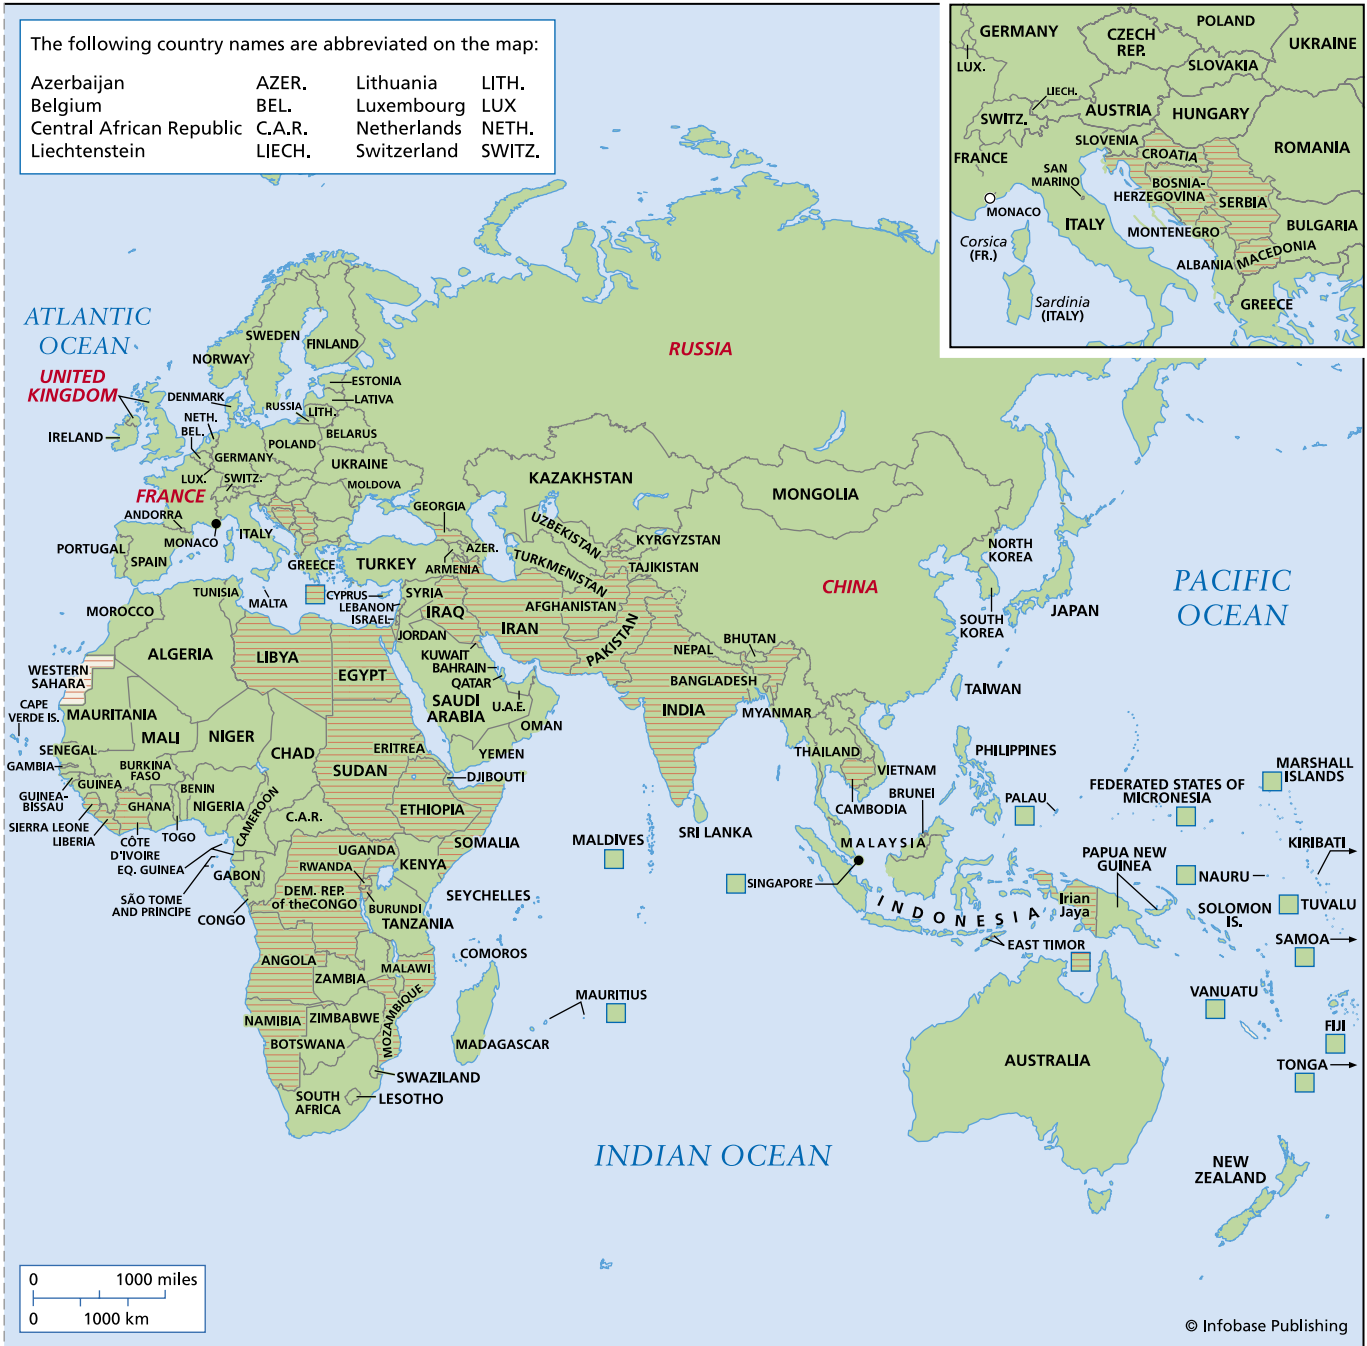 The following country names are abbreviated on the map:
Azerbaijan AZER. Lithuania LITH.
Belgium BEL. Luxembourg LUX
Central African Republic C.A.R. Netherlands NETH.
Liechtenstein LIECH. Switzerland SWITZ.
GERMANY
POLAND
CZECH
REP.
UKRAINE
LUX.
SLOVAKIA
LIECH.
AUSTRIA
HUNGARY
SWITZ.
SLOVENIA
ROMANIA
FRANCE
CROATIA
SAN
MARINO
BOSNIA-
HERZEGOVINA
SERBIA
MONACO
ITALY
MONTENEGRO
BULGARIA
Corsica
(FR.)
ALBANIA
MACEDONIA
Sardinia
(ITALY)
GREECE
ATLANTIC
OCEAN
SWEDEN
FINLAND
NORWAY
RUSSIA
UNITED
KINGDOM
ESTONIA
DENMARK
LATIVA
RUSSIA
LITH.
NETH.
BEL.
IRELAND
BELARUS
POLAND
GERMANY
UKRAINE
LUX.
SWITZ.
MOLDOVA
FRANCE
KAZAKHSTAN
MONGOLIA
ANDORRA
GEORGIA
UZBEKISTAN
ITALY
MONACO
PORTUGAL
SPAIN
AZER.
KYRGYZSTAN
NORTH
KOREA
GREECE
TURKEY
ARMENIA
TURKMENISTAN
TAJIKISTAN
CHINA
PACIFIC
OCEAN
TUNISIA
MALTA
CYPRUS
SYRIA
LEBANON
ISRAEL
IRAQ
AFGHANISTAN
MOROCCO
JORDAN
IRAN
PAKISTAN
SOUTH
KOREA
JAPAN
ALGERIA
LIBYA
EGYPT
KUWAIT
BAHRAIN
QATAR
NEPAL
BHUTAN
WESTERN
SAHARA
SAUDI
ARABIA
U.A.E.
BANGLADESH
TAIWAN
CAPE
VERDE IS.
MAURITANIA
OMAN
INDIA
MYANMAR
MALI
NIGER
CHAD
ERITREA
YEMEN
THAILAND
PHILIPPINES
SENEGAL
GAMBIA
BURKINA
FASO
SUDAN
DJIBOUTI
VIETNAM
MARSHALL
ISLANDS
GUINEA
BENIN
GUINEA-
BISSAU
GHANA
NIGERIA
CAMEROON
C.A.R.
ETHIOPIA
CAMBODIA
BRUNEI
PALAU
FEDERATED STATES OF
MICRONESIA
SIERRA LEONE
LIBERIA
CÔTE
D'IVOIRE
TOGO
SRI LANKA
EQ. GUINEA
UGANDA
SOMALIA
MALDIVES
MALAYSIA
KIRIBATI
GABON
RWANDA
KENYA
PAPUA NEW
GUINEA
NAURU
SINGAPORE
SÃO TOME
AND PRINCIPE
DEM. REP.
of theCONGO
BURUNDI
SEYCHELLES
INDONESIA
Irian
Jaya
SOLOMON
IS.
TUVALU
CONGO
TANZANIA
EAST TIMOR
SAMOA
ANGOLA
MALAWI
COMOROS
ZAMBIA
MOZAMBIQUE
MAURITIUS
VANUATU
NAMIBIA
ZIMBABWE
FIJI
BOTSWANA
MADAGASCAR
AUSTRALIA
TONGA
SWAZILAND
SOUTH
AFRICA
LESOTHO
INDIAN OCEAN
NEW
ZEALAND
0 1000 miles
0 1000 km
© Infobase Publishing